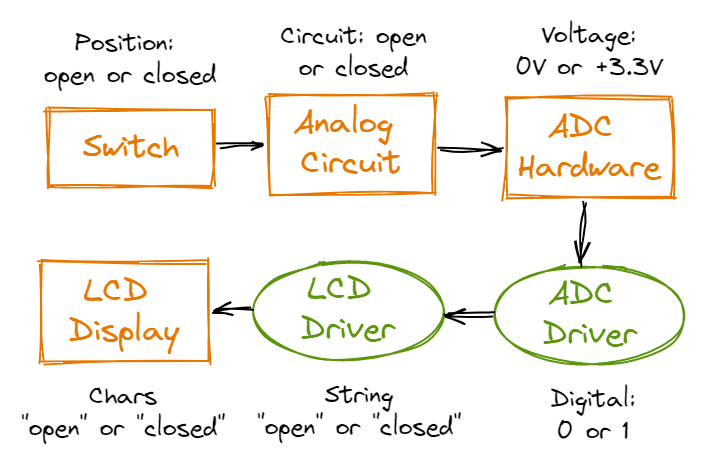 Position:
open or closed
Circuit: open
or closed
Voltage:
0V or +3.3V
Switch
Analog
Circuit
ADC
Hardware
LCD
Display
LCD
Driver
ADC
Driver
Chars
"open" or "closed"
String
"open" or "closed"
Digital:
0 or 1